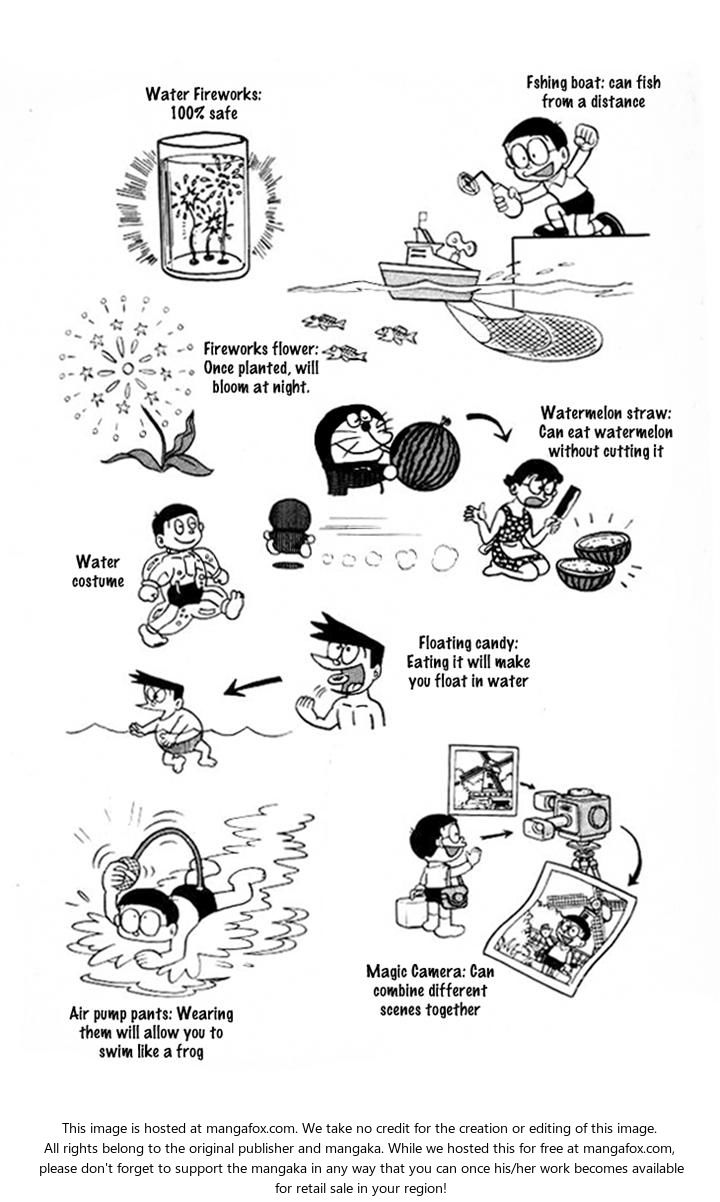 Water Fireworks:
100% safe
Fshing boat: can fish
from a distance
Fireworks flower:
Once planted, will
bloom at night.
Watermelon straw:
Can eat watermelon
without cutting it
Water
costume
Floating candy:
Eating it will make
you float in water
Magic Camera: Can
combine different
scenes together
Air pump pants: Wearing
them will allow you to
swim like a frog
This image is hosted at mangafox.com. We take no credit for the creation or editing of this image.
All rights belong to the original publisher and mangaka. While we hosted this for free at mangafox.com,
please don't forget to support the mangaka in any way that you can once his/her work becomes available
for retail sale in your region!